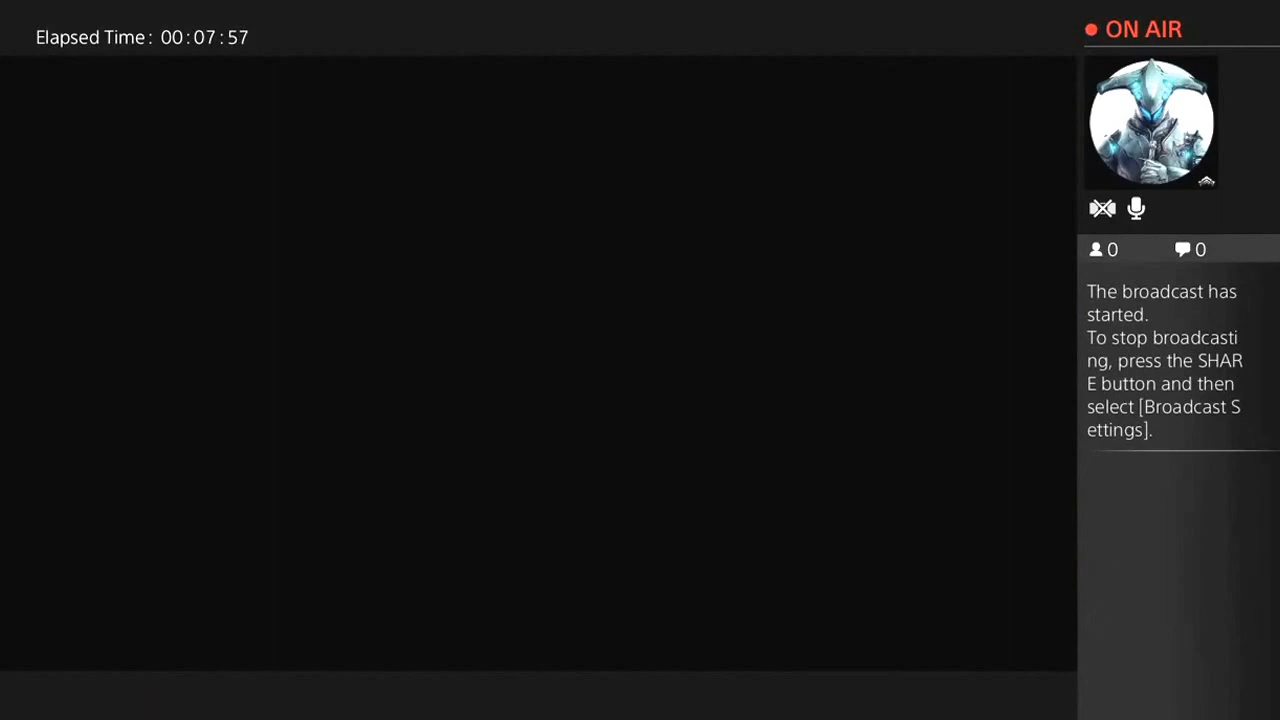 Elapsed Time: 00:07:57
ON AIR
0 0
The broadcast has
started.
To stop broadcasti
ng, press the SHAR
E button and then
select [Broadcast S
ettings].